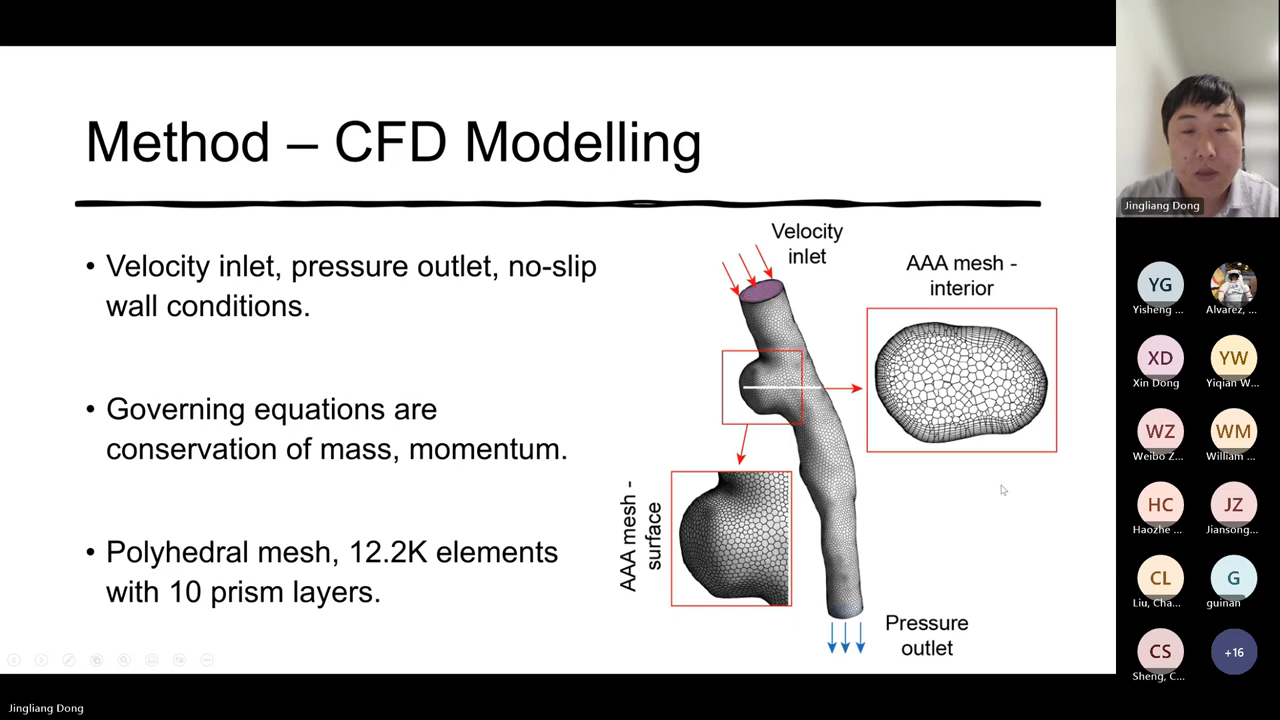 Method – CFD Modelling
• Velocity inlet, pressure outlet, no-slip
wall conditions.
• Governing equations are
conservation of mass, momentum.
• Polyhedral mesh, 12.2K elements
with 10 prism layers.
Velocity
inlet
AAA mesh -
interior
AAA mesh -
surface
Pressure
outlet
Jingliang Dong
YG
Yisheng ...
Alvarez, ...
XD
Xin Dong
YW
Yiqian W...
WZ
Weibo Z...
WM
William ...
HC
Haozhe ...
JZ
Jiansong...
CL
Liu, Cha...
G
guinan
CS
Sheng, C...
+16
Jingliang Dong